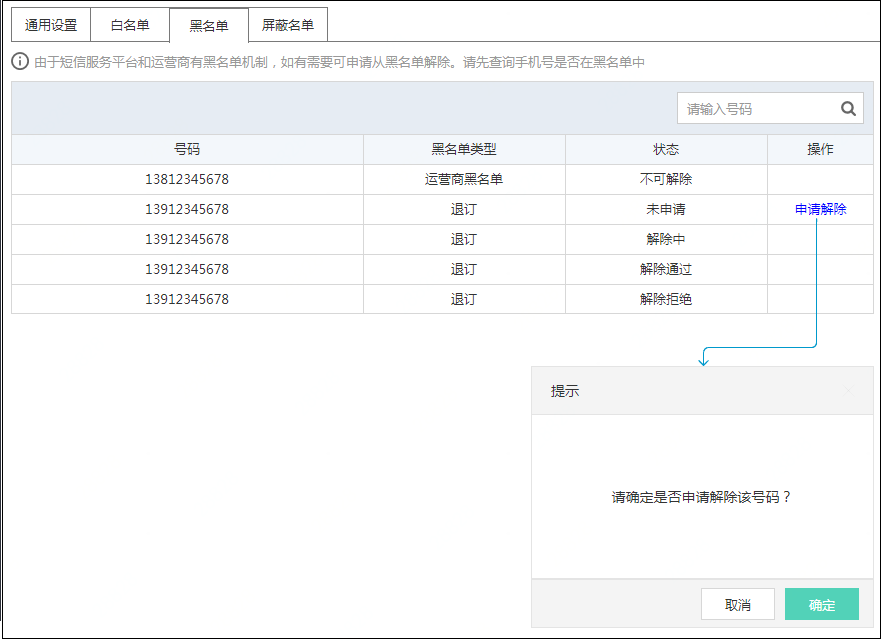 通用设置 白名单 黑名单 屏蔽名单
由于短信服务平台和运营商有黑名单机制，如有需要可申请从黑名单解除。请先查询手机号是否在黑名单中
请输入号码
号码 黑名单类型 状态 操作
13812345678 运营商黑名单 不可解除
13912345678 退订 未申请 申请解除
13912345678 退订 解除中
13912345678 退订 解除通过
13912345678 退订 解除拒绝
提示
请确定是否申请解除该号码？
取消 确定